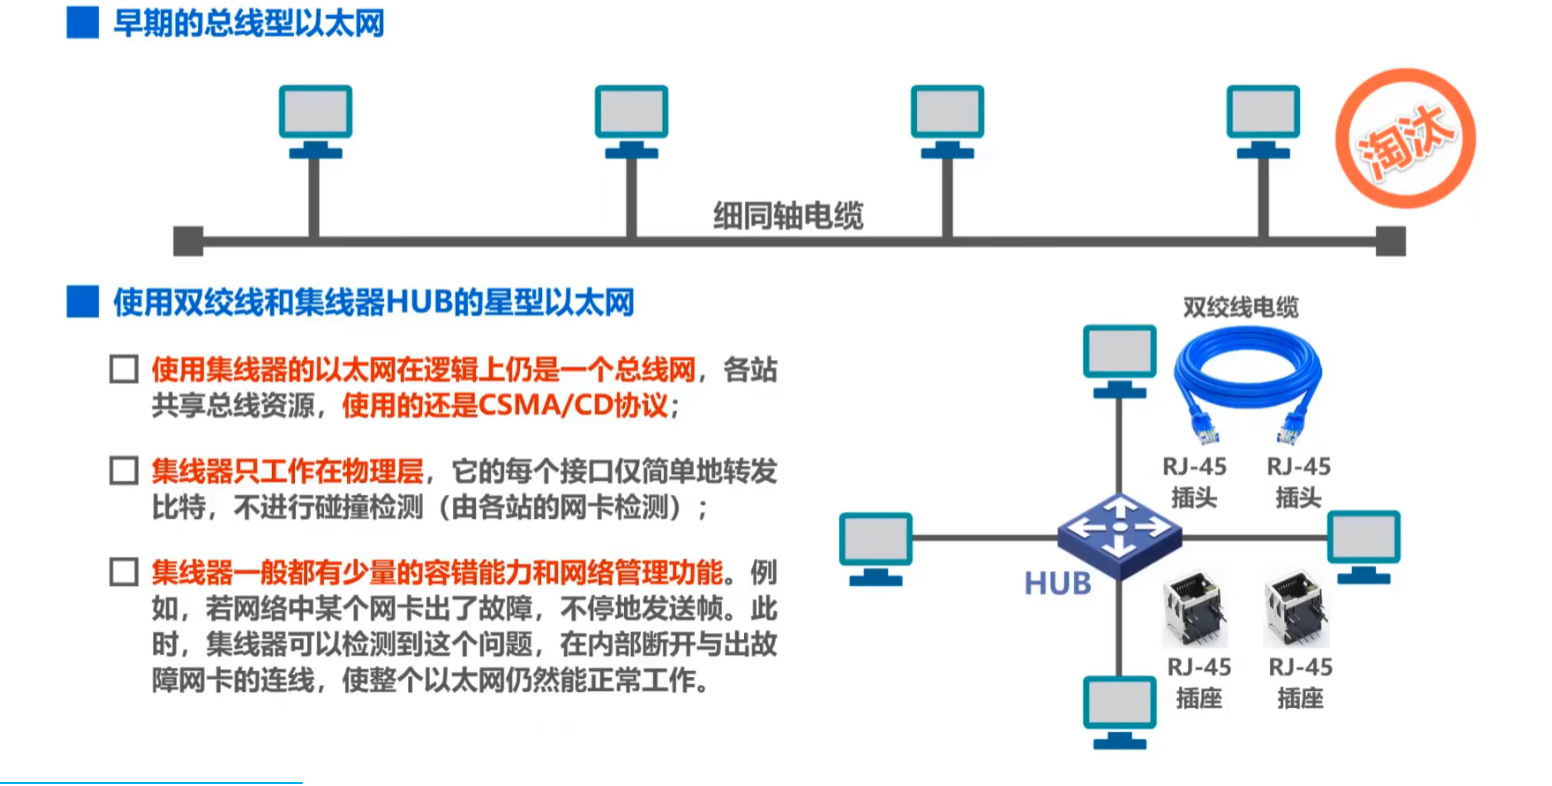 早期的总线型以太网
淘汰
细同轴电缆
使用双绞线和集线器HUB的星型以太网
使用集线器的以太网在逻辑上仍是一个总线网，各站
共享总线资源，使用的还是CSMA/CD协议；
集线器只工作在物理层，它的每个接口仅简单地转发
比特，不进行碰撞检测（由各站的网卡检测）；
集线器一般都有少量的容错能力和网络管理功能。例
如，若网络中某个网卡出了故障，不停地发送帧。此
时，集线器可以检测到这个问题，在内部断开与出故
障网卡的连线，使整个以太网仍然能正常工作。
双绞线电缆
RJ-45
插头
RJ-45
插头
HUB
RJ-45
插座
RJ-45
插座